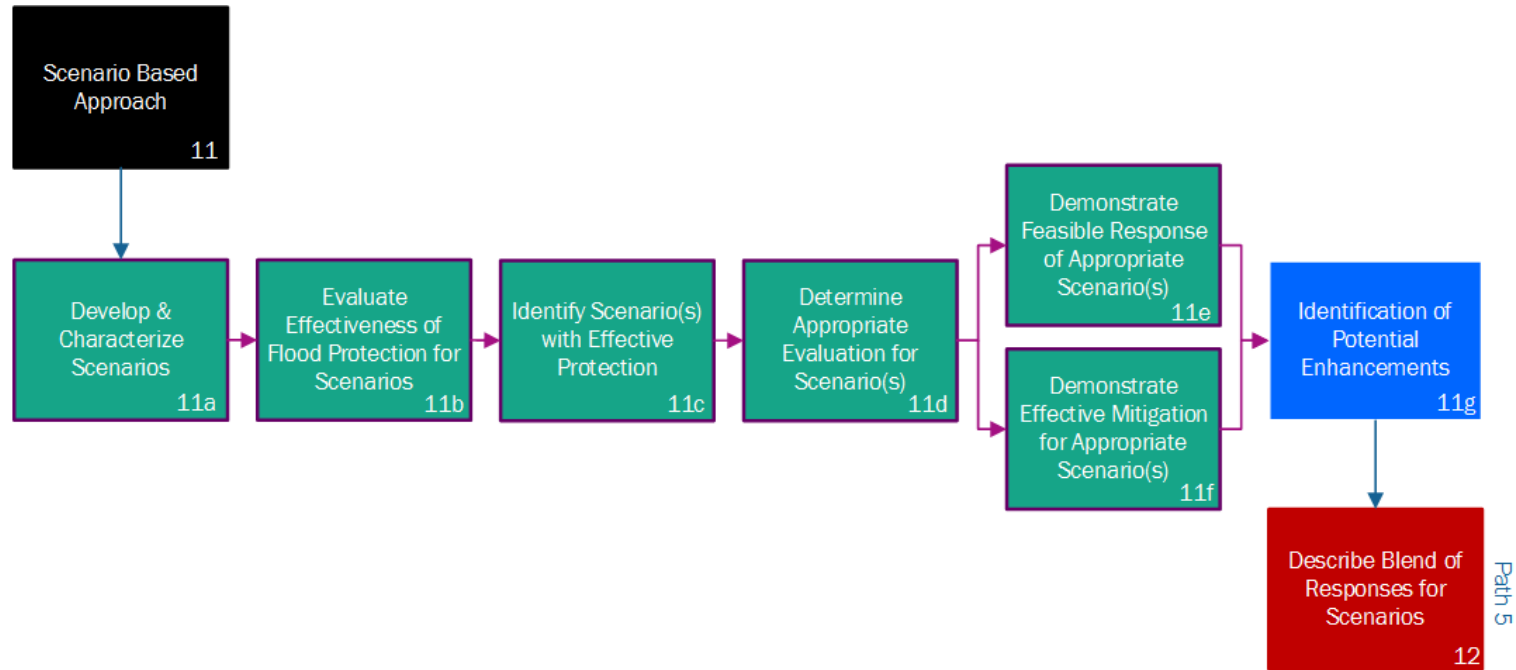 Scenario Based
Approach
11
Develop &
Characterize
Scenarios
11a
Evaluate
Effectiveness of
Flood Protection for
Scenarios
11b
Identify Scenario(s)
with Effective
Protection
11c
Determine
Appropriate
Evaluation for
Scenario(s)
11d
Demonstrate
Feasible Response
of Appropriate
Scenario(s)
11e
Demonstrate
Effective Mitigation
for Appropriate
Scenario(s)
11f
Identification of
Potential
Enhancements
11g
Describe Blend of
Responses for
Scenarios
12
Path 5